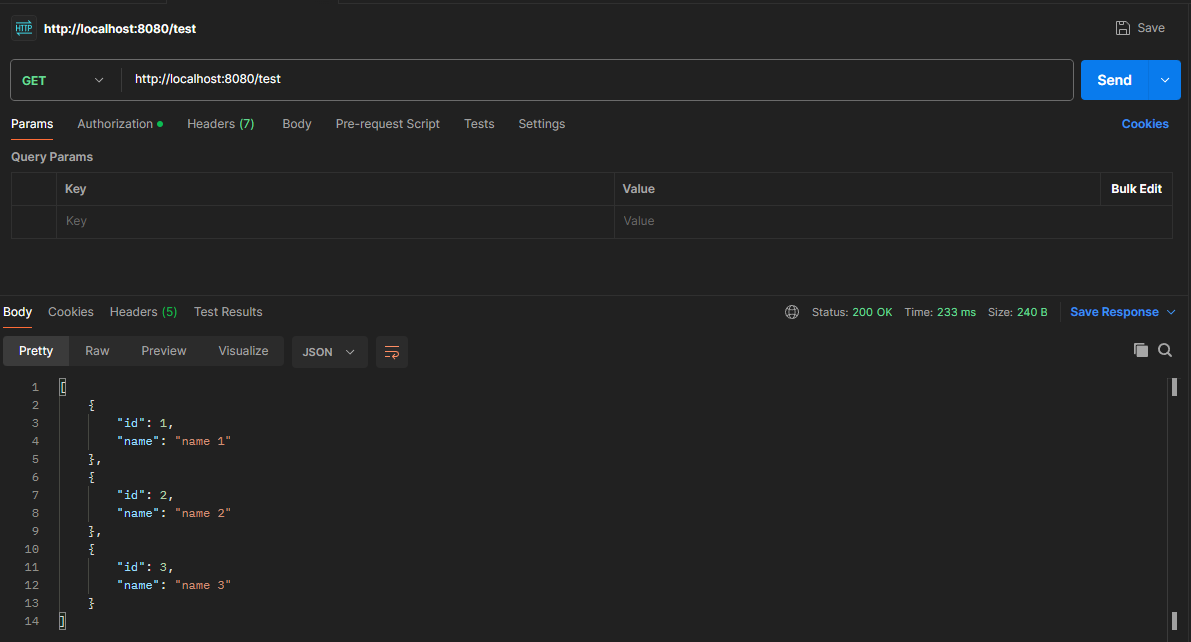 HTTP http://localhost:8080/test Save
GET http://localhost:8080/test Send
Params Authorization Headers (7) Body Pre-request Script Tests Settings Cookies
Query Params
Key Value Bulk Edit
Key Value
Body Cookies Headers (5) Test Results Status: 200 OK Time: 233 ms Size: 240 B Save Response
Pretty Raw Preview Visualize JSON
1 [
2 {
3 "id": 1,
4 "name": "name 1"
5 },
6 {
7 "id": 2,
8 "name": "name 2"
9 },
10 {
11 "id": 3,
12 "name": "name 3"
13 }
14 ]